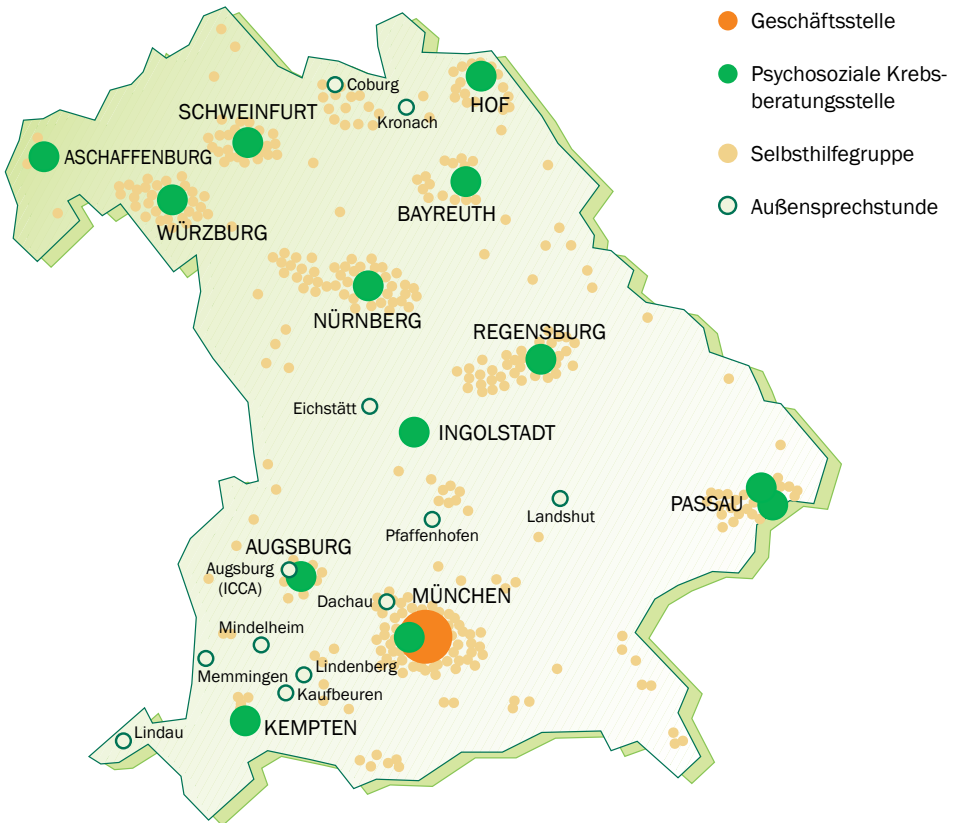 Geschäftsstelle
Psychosoziale Krebs-
beratungsstelle
Selbsthilfegruppe
Außensprechstunde
Coburg
Kronach
HOF
SCHWEINFURT
ASCHAFFENBURG
WÜRZBURG
BAYREUTH
NÜRNBERG
REGENSBURG
Eichstätt
INGOLSTADT
PASSAU
Landshut
Pfaffenhofen
AUGSBURG
Augsburg
(ICCA)
Dachau
MÜNCHEN
Mindelheim
Memmingen
Lindenberg
Kaufbeuren
KEMPTEN
Lindau